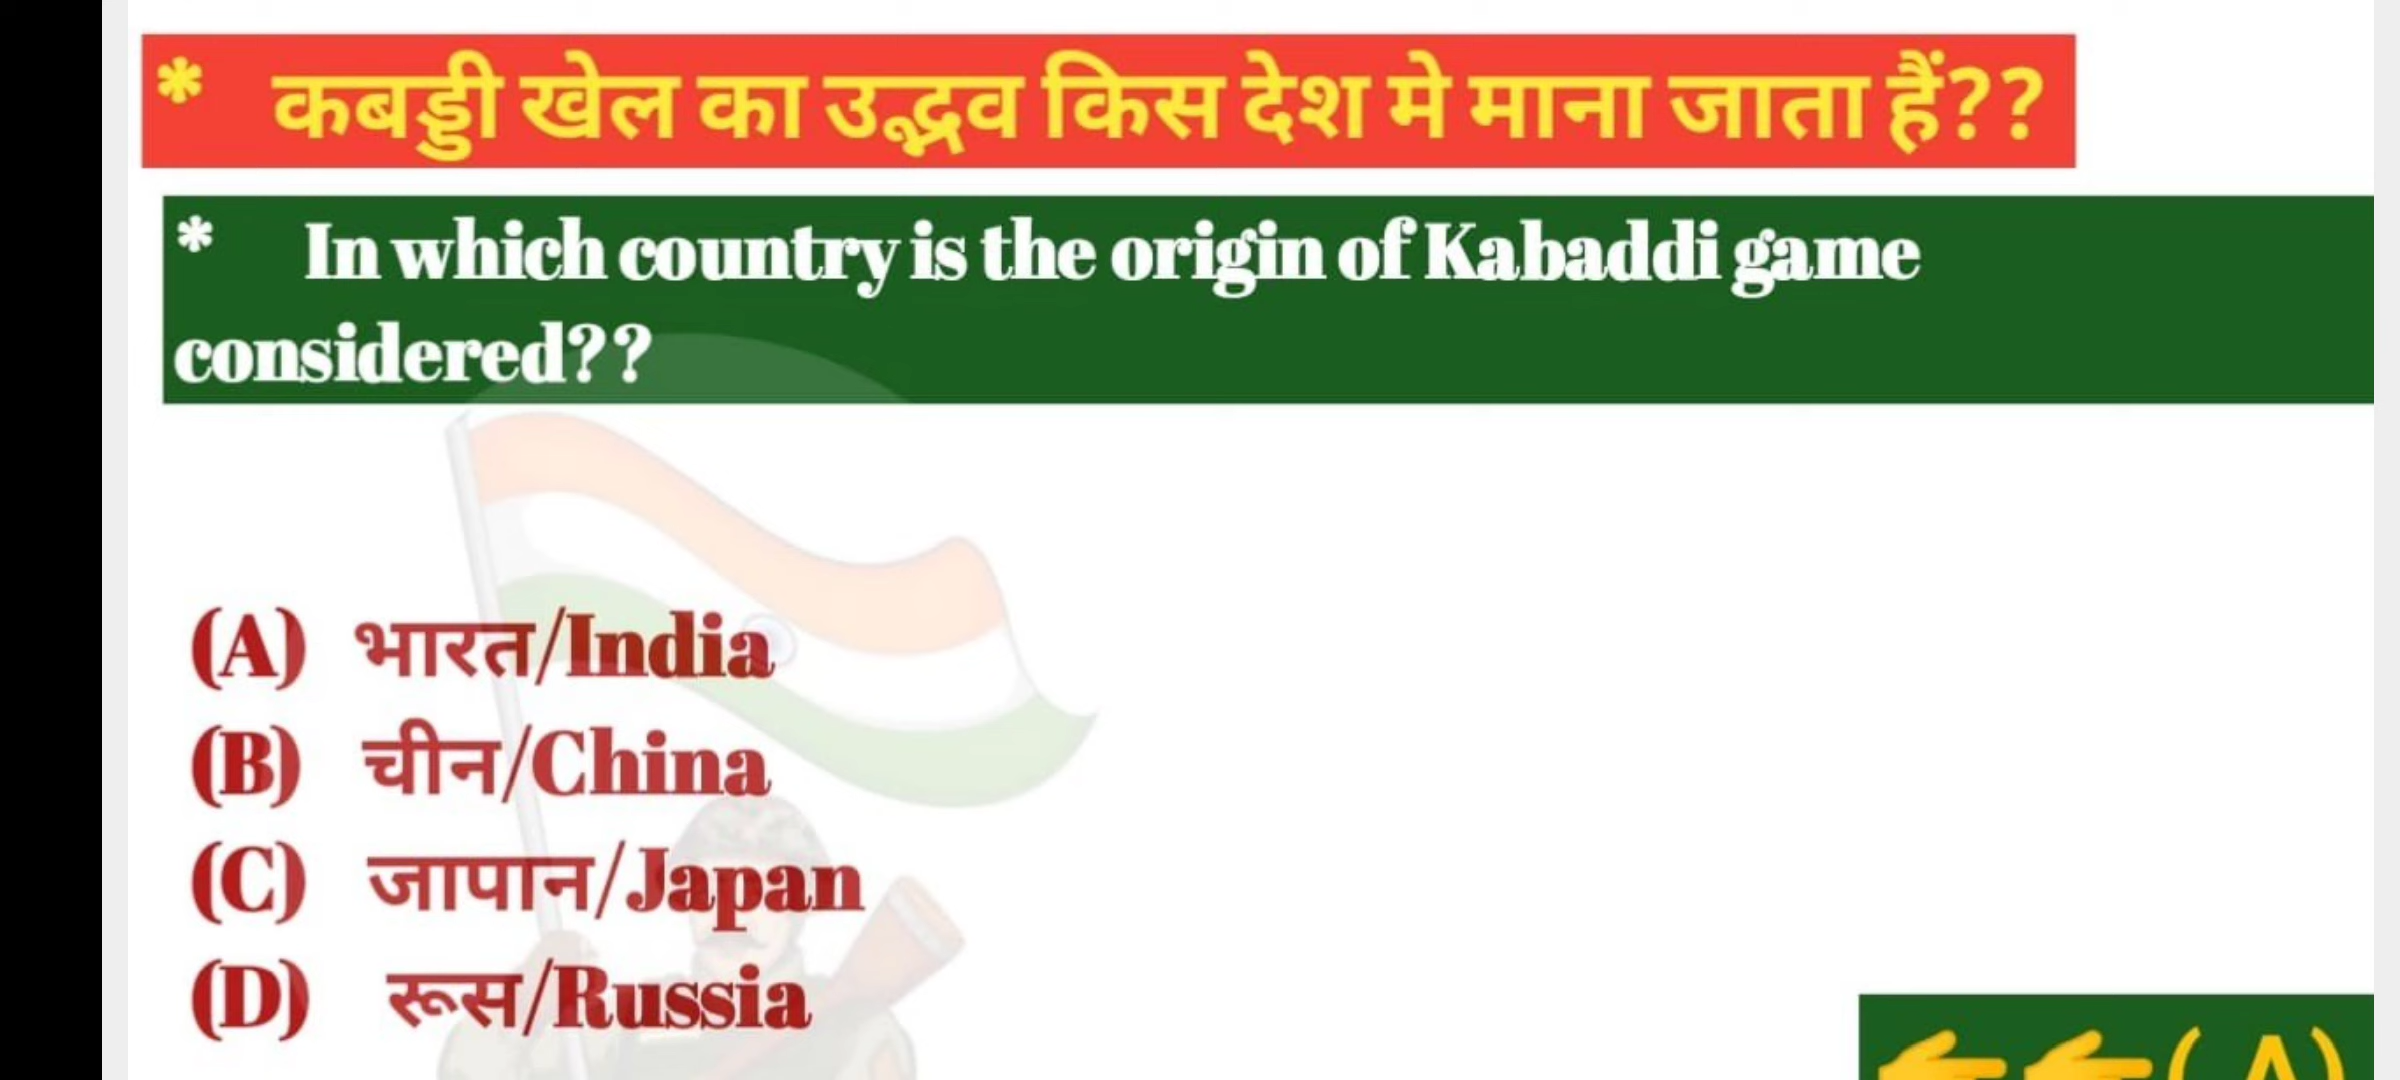 * कबड्डी खेल का उद्भव किस देश मे माना जाता हैं??
* In which country is the origin of Kabaddi game
considered??
(A) भारत/India
(B) चीन/China
(C) जापान/Japan
(D) रूस/Russia
👉👉( A)